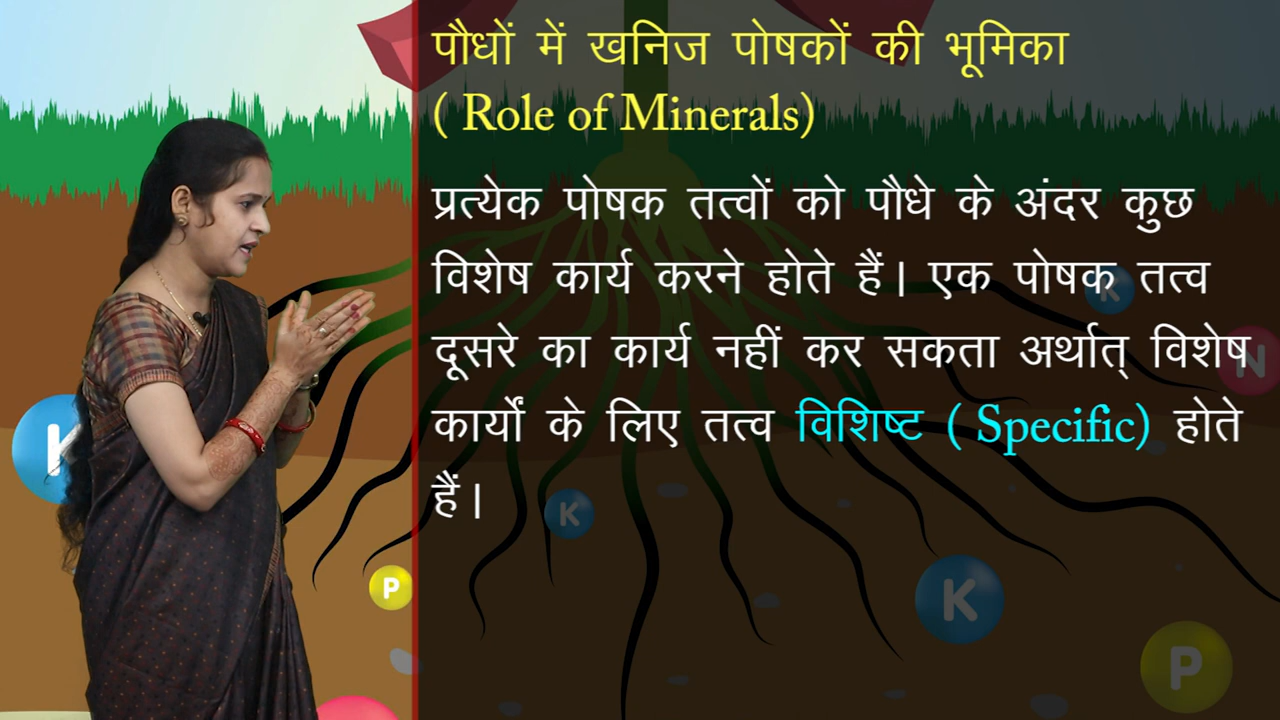 पौधों में खनिज पोषकों की भूमिका
( Role of Minerals)
प्रत्येक पोषक तत्वों को पौधे के अंदर कुछ
विशेष कार्य करने होते हैं। एक पोषक तत्व
दूसरे का कार्य नहीं कर सकता अर्थात् विशेष
कार्यों के लिए तत्व विशिष्ट ( Specific) होते
हैं।
K
N
K
K
P
K
P